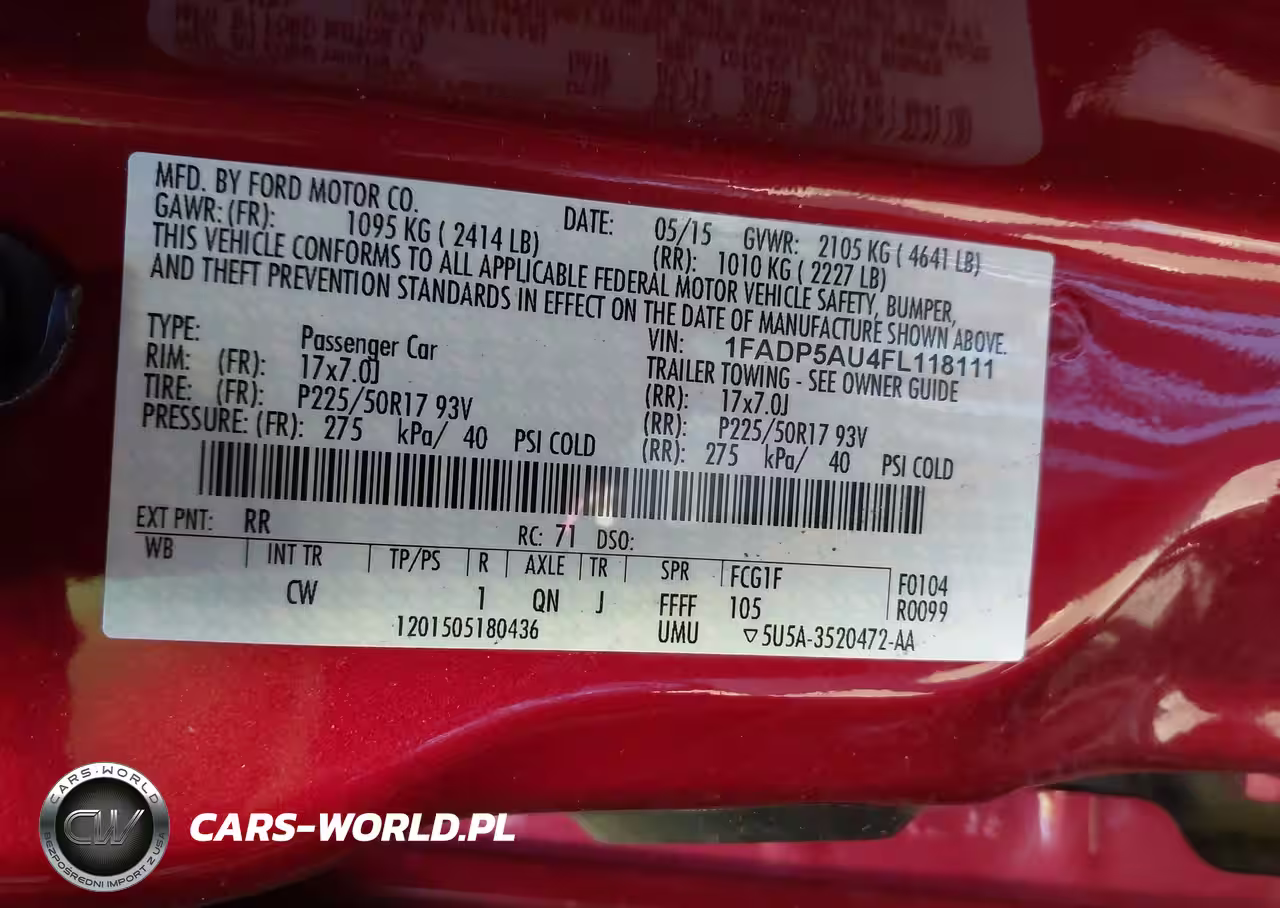 MFD. BY FORD MOTOR CO. DATE: 05/15 GVWR: 2105 KG ( 4641 LB)
GAWR: (FR): 1095 KG ( 2414 LB) (RR): 1010 KG ( 2227 LB)
THIS VEHICLE CONFORMS TO ALL APPLICABLE FEDERAL MOTOR VEHICLE SAFETY, BUMPER,
AND THEFT PREVENTION STANDARDS IN EFFECT ON THE DATE OF MANUFACTURE SHOWN ABOVE.
VIN: 1FADP5AU4FL118111
TYPE: Passenger Car TRAILER TOWING - SEE OWNER GUIDE
RIM: (FR): 17x7.0J (RR): 17x7.0J
TIRE: (FR): P225/50R17 93V (RR): P225/50R17 93V
PRESSURE: (FR): 275 kPa/ 40 PSI COLD (RR): 275 kPa/ 40 PSI COLD
EXT PNT: RR RC: 71 DSO:
WB INT TR TP/PS R AXLE TR SPR FCG1F F0104
CW 1 QN J FFFF 105 R0099
1201505180436 UMU ▽5U5A-3520472-AA
CARS-WORLD
CW
BEZPOŚREDNI IMPORT Z USA
CARS-WORLD.PL